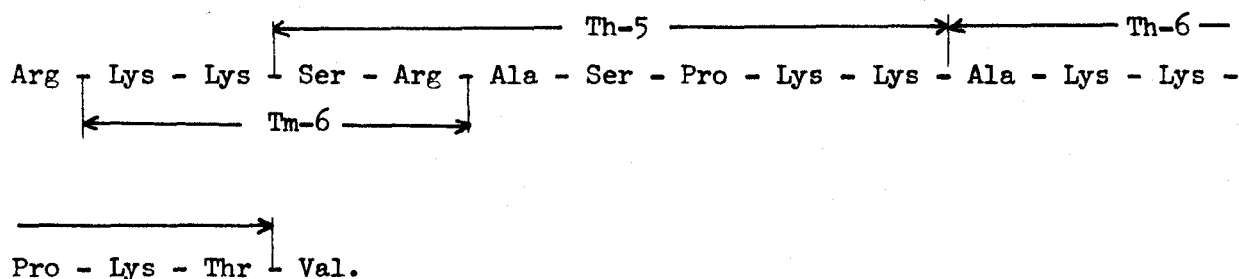 Th-5 Th-6
Arg - Lys - Lys - Ser - Arg - Ala - Ser - Pro - Lys - Lys - Ala - Lys - Lys -
Tm-6
Pro - Lys - Thr - Val.